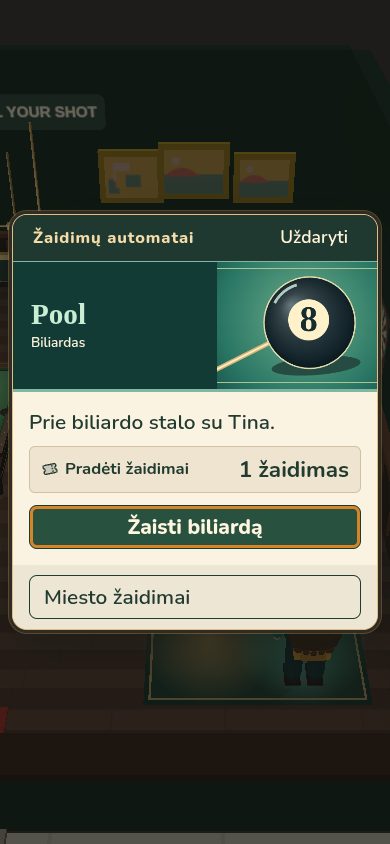 YOUR SHOT
Žaidimų automatai
Uždaryti
Pool
Biliardas
8
Prie biliardo stalo su Tina.
Pradėti žaidimai
1 žaidimas
Žaisti biliardą
Miesto žaidimai